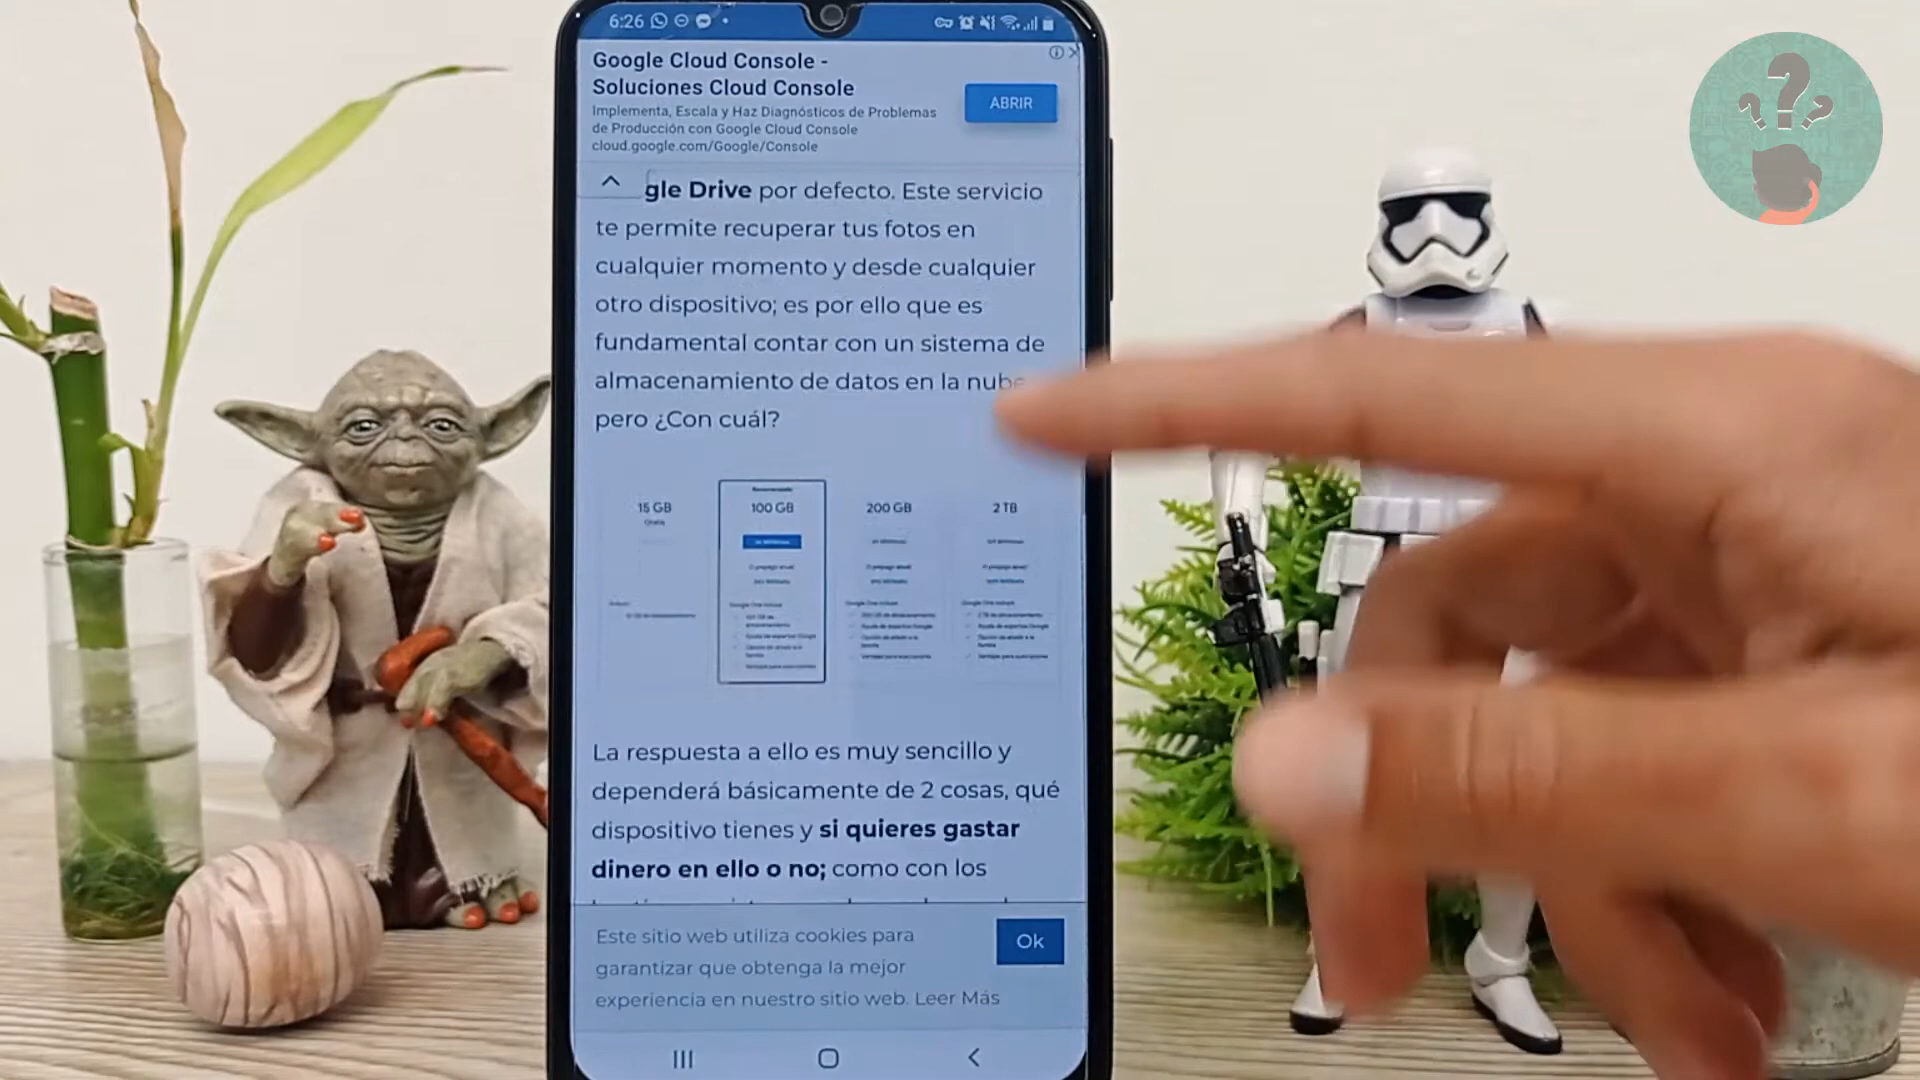 6:26
Google Cloud Console -
Soluciones Cloud Console
Implementa, Escala y Haz Diagnósticos de Problemas
de Producción con Google Cloud Console
cloud.google.com/Google/Console
ABRIR
gle Drive por defecto. Este servicio
te permite recuperar tus fotos en
cualquier momento y desde cualquier
otro dispositivo; es por ello que es
fundamental contar con un sistema de
almacenamiento de datos en la nube
pero ¿Con cuál?
Recomendado
15 GB 100 GB 200 GB 2 TB
Gratis
La respuesta a ello es muy sencillo y
dependerá básicamente de 2 cosas, qué
dispositivo tienes y si quieres gastar
dinero en ello o no; como con los
Este sitio web utiliza cookies para
garantizar que obtenga la mejor
experiencia en nuestro sitio web. Leer Más
Ok